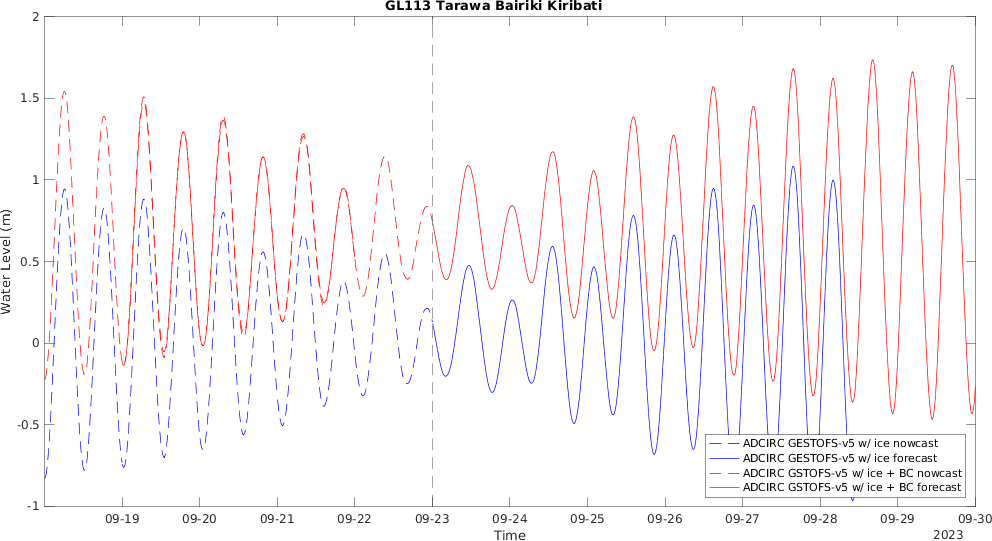 GL113 Tarawa Bairiki Kiribati
2
1.5
1
0.5
0
-0.5
-1
Water Level (m)
ADCIRC GESTOFS-v5 w/ ice nowcast
ADCIRC GESTOFS-v5 w/ ice forecast
ADCIRC GSTOFS-v5 w/ ice + BC nowcast
ADCIRC GSTOFS-v5 w/ ice + BC forecast
09-19 09-20 09-21 09-22 09-23 09-24 09-25 09-26 09-27 09-28 09-29 09-30
Time
2023